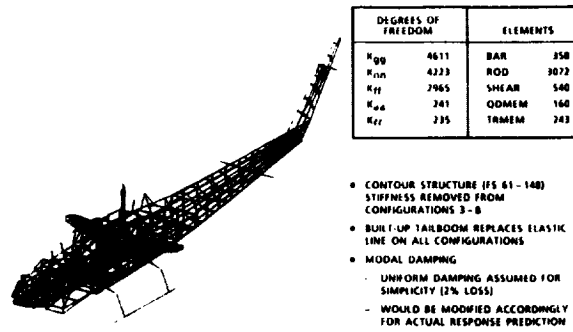 DEGREES OF FREEDOM
ELEMENTS
Kgg 4611 BAR 350
Knn 4223 ROD 3072
Kff 2965 SHEAR 540
Kaa 241 QDMEM 160
Krr 235 TRMEM 243
• CONTOUR STRUCTURE (FS 61 - 148)
STIFFNESS REMOVED FROM
CONFIGURATIONS 3 - 8
• BUILT-UP TAILBOOM REPLACES ELASTIC
LINE ON ALL CONFIGURATIONS
• MODAL DAMPING
- UNIFORM DAMPING ASSUMED FOR
SIMPLICITY (2% LOSS)
- WOULD BE MODIFIED ACCORDINGLY
FOR ACTUAL RESPONSE PREDICTION